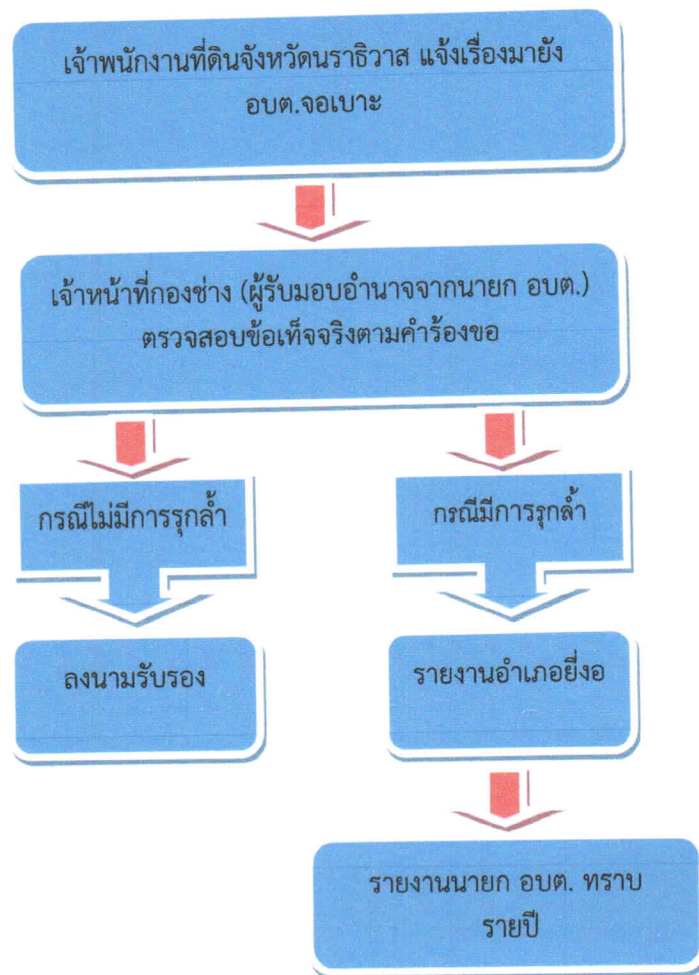 เจ้าพนักงานที่ดินจังหวัดนราธิวาส แจ้งเรื่องมายัง
อบต.จอเบาะ
เจ้าหน้าที่กองช่าง (ผู้รับมอบอำนาจจากนายก อบต.)
ตรวจสอบข้อเท็จจริงตามคำร้องขอ
กรณีไม่มีการรุกล้ำ
กรณีมีการรุกล้ำ
ลงนามรับรอง
รายงานอำเภอยี่งอ
รายงานนายก อบต. ทราบ
รายปี